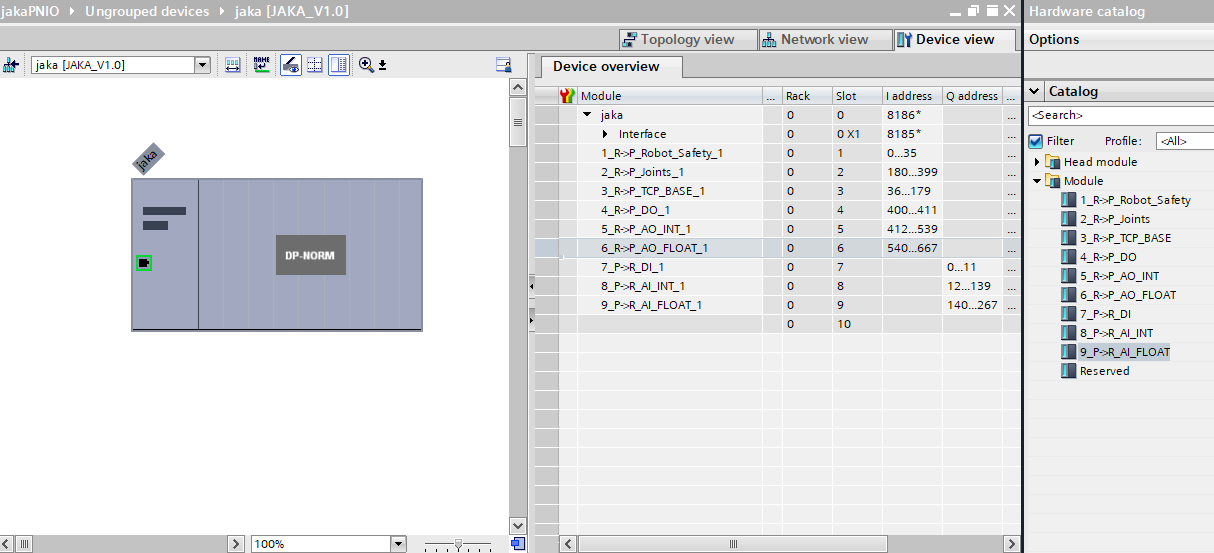 jakaPNIO ▸ Ungrouped devices ▸ jaka [JAKA_V1.0]
Topology view
Network view
Device view
jaka [JAKA_V1.0]
jaka
DP-NORM
100%
Device overview
Module ... Rack Slot I address Q address ...
jaka 0 0 8186* ...
Interface 0 0 X1 8185* ...
1_R->P_Robot_Safety_1 0 1 0...35 ...
2_R->P_Joints_1 0 2 180...399 ...
3_R->P_TCP_BASE_1 0 3 36...179 ...
4_R->P_DO_1 0 4 400...411 ...
5_R->P_AO_INT_1 0 5 412...539 ...
6_R->P_AO_FLOAT_1 0 6 540...667 ...
7_P->R_DI_1 0 7 0...11 ...
8_P->R_AI_INT_1 0 8 12...139 ...
9_P->R_AI_FLOAT_1 0 9 140...267 ...
0 10
Hardware catalog
Options
Catalog
<Search>
Filter Profile: <All>
Head module
Module
1_R->P_Robot_Safety
2_R->P_Joints
3_R->P_TCP_BASE
4_R->P_DO
5_R->P_AO_INT
6_R->P_AO_FLOAT
7_P->R_DI
8_P->R_AI_INT
9_P->R_AI_FLOAT
Reserved